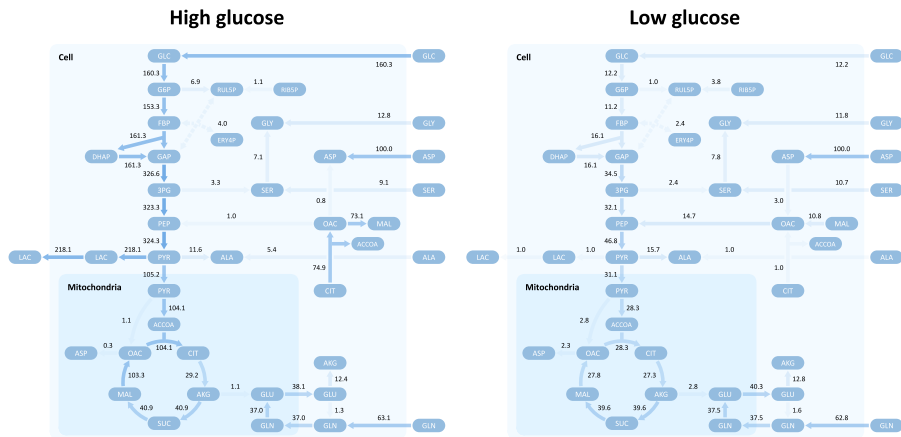 High glucose
Low glucose
Cell
GLC
GLC
160.3
160.3
G6P
6.9
RUL5P
1.1
RIB5P
153.3
FBP
4.0
ERY4P
GLY
12.8
GLY
161.3
DHAP
161.3
GAP
7.1
ASP
100.0
ASP
326.6
3PG
3.3
SER
9.1
SER
0.8
323.3
PEP
1.0
OAC
73.1
MAL
324.3
ACCOA
LAC
218.1
LAC
218.1
PYR
11.6
ALA
5.4
ALA
74.9
105.2
CIT
Mitochondria
PYR
104.1
1.1
ACCOA
ASP
0.3
OAC
104.1
CIT
103.3
29.2
AKG
12.4
MAL
AKG
1.1
GLU
38.1
GLU
40.9
40.9
SUC
37.0
1.3
GLN
37.0
GLN
63.1
GLN
Cell
GLC
GLC
12.2
12.2
G6P
1.0
RUL5P
3.8
RIB5P
11.2
FBP
2.4
ERY4P
GLY
11.8
GLY
16.1
DHAP
16.1
GAP
7.8
ASP
100.0
ASP
34.5
3PG
2.4
SER
10.7
SER
3.0
32.1
PEP
14.7
OAC
10.8
MAL
46.8
ACCOA
LAC
1.0
LAC
1.0
PYR
15.7
ALA
1.0
ALA
1.0
31.1
CIT
Mitochondria
PYR
28.3
2.8
ACCOA
ASP
2.3
OAC
28.3
CIT
27.8
27.3
AKG
12.8
MAL
AKG
2.8
GLU
40.3
GLU
39.6
39.6
SUC
37.5
1.6
GLN
37.5
GLN
62.8
GLN